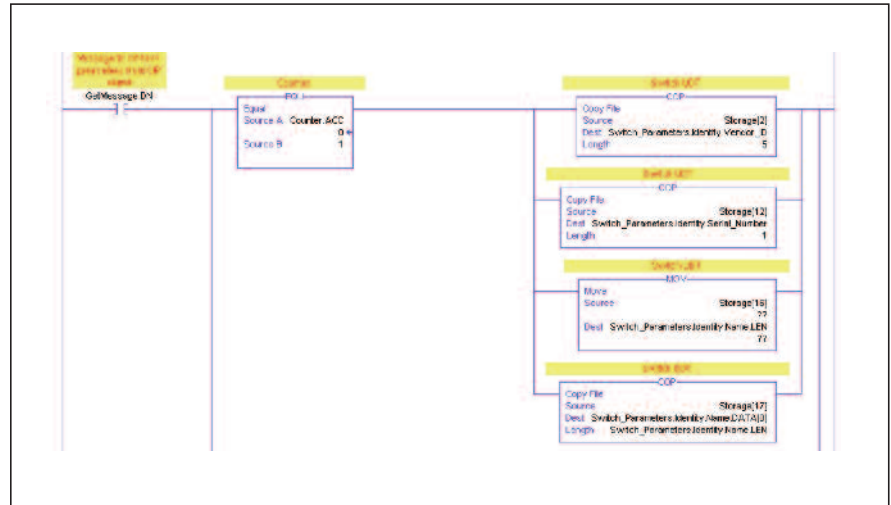 GetMessage.DN
Counter
EQU
Equal
Source A Counter.ACC
0
Source B 1
Switch UDT
COP
Copy File
Source Storage[2]
Dest Switch_Parameters.Identity.Vendor_ID
Length 5
Switch UDT
COP
Copy File
Source Storage[12]
Dest Switch_Parameters.Identity.Serial_Number
Length 1
Switch UDT
MOV
Move
Source Storage[16]
??
Dest Switch_Parameters.Identity.Name.LEN
??
Switch UDT
COP
Copy File
Source Storage[17]
Dest Switch_Parameters.Identity.Name.DATA[0]
Length Switch_Parameters.Identity.Name.LEN